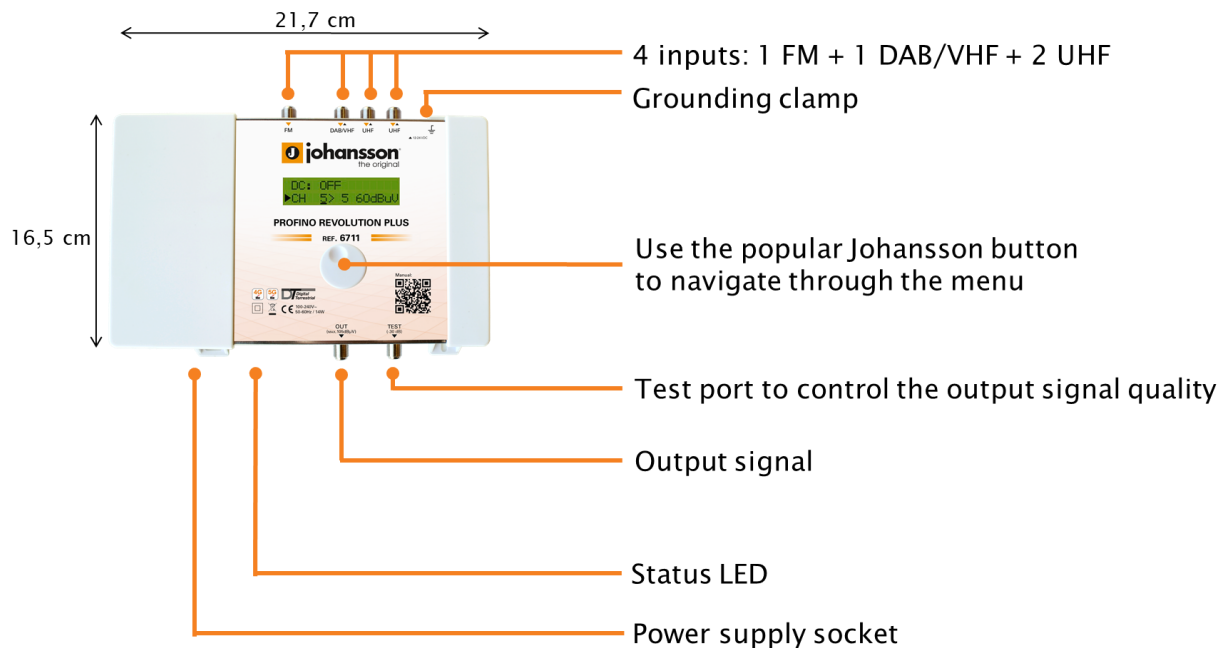 21,7 cm
4 inputs: 1 FM + 1 DAB/VHF + 2 UHF
Grounding clamp
FM DAB/VHF UHF UHF
johansson
the original
16,5 cm
DC: OFF
CH 5> 5 60dBuV
PROFINO REVOLUTION PLUS
REF. 6711
Use the popular Johansson button
to navigate through the menu
Manual:
4G 5G DT Digital
Terrestrial
CE 100-240V~
50-60Hz / 14W
OUT TEST
Test port to control the output signal quality
Output signal
Status LED
Power supply socket